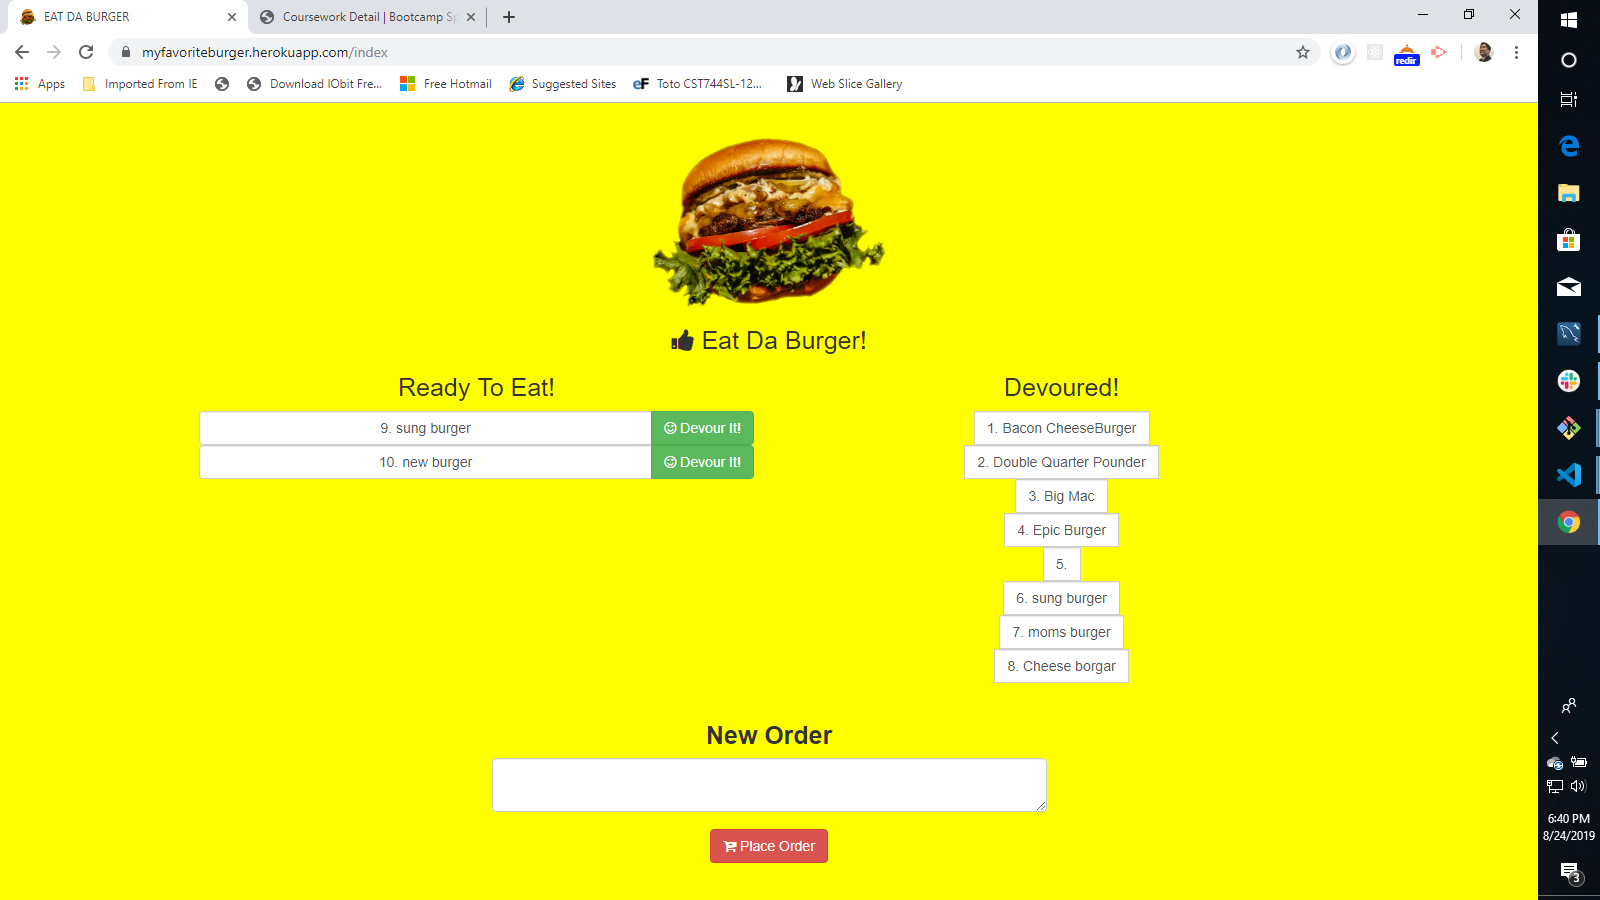 EAT DA BURGER
Coursework Detail | Bootcamp Sp
myfavoriteburger.herokuapp.com/index
redir
Apps
Imported From IE
Download IObit Fre...
Free Hotmail
Suggested Sites
eF
Toto CST744SL-12...
Web Slice Gallery
Eat Da Burger!
Ready To Eat!
9. sung burger
Devour It!
10. new burger
Devour It!
Devoured!
1. Bacon CheeseBurger
2. Double Quarter Pounder
3. Big Mac
4. Epic Burger
5.
6. sung burger
7. moms burger
8. Cheese borgar
New Order
Place Order
6:40 PM
8/24/2019
3